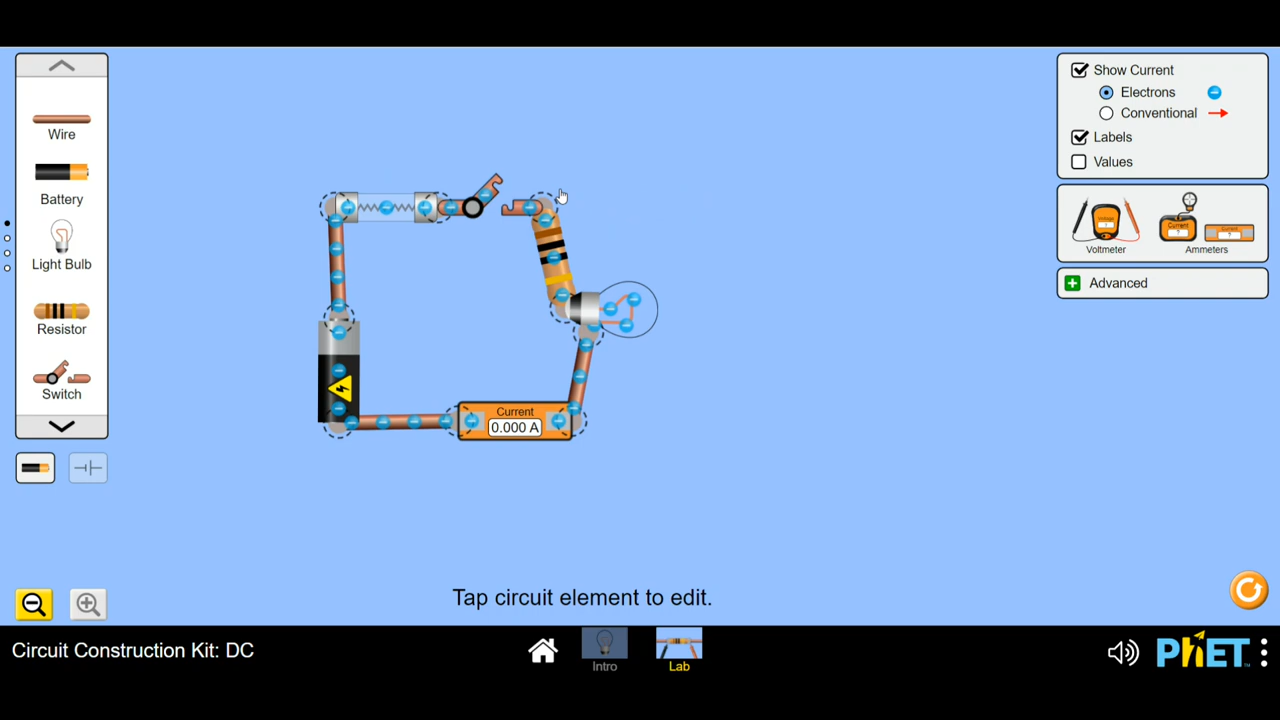 Wire
Battery
Light Bulb
Resistor
Switch
Current
0.000 A
Show Current
Electrons
Conventional
Labels
Values
Voltmeter
Ammeters
Advanced
Tap circuit element to edit.
Circuit Construction Kit: DC
Intro
Lab
PhET